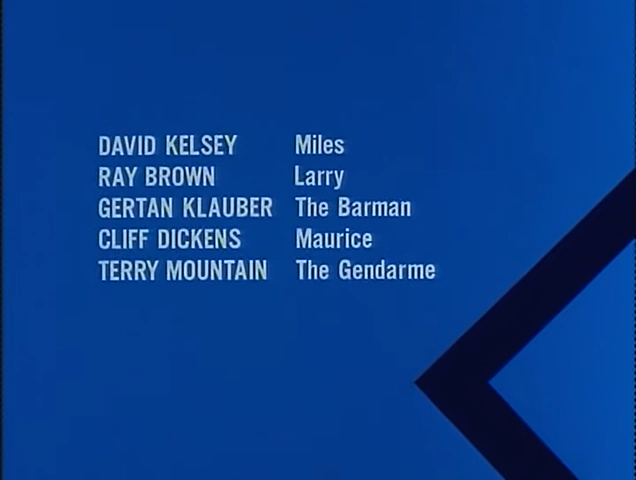 DAVID KELSEY Miles
RAY BROWN Larry
GERTAN KLAUBER The Barman
CLIFF DICKENS Maurice
TERRY MOUNTAIN The Gendarme